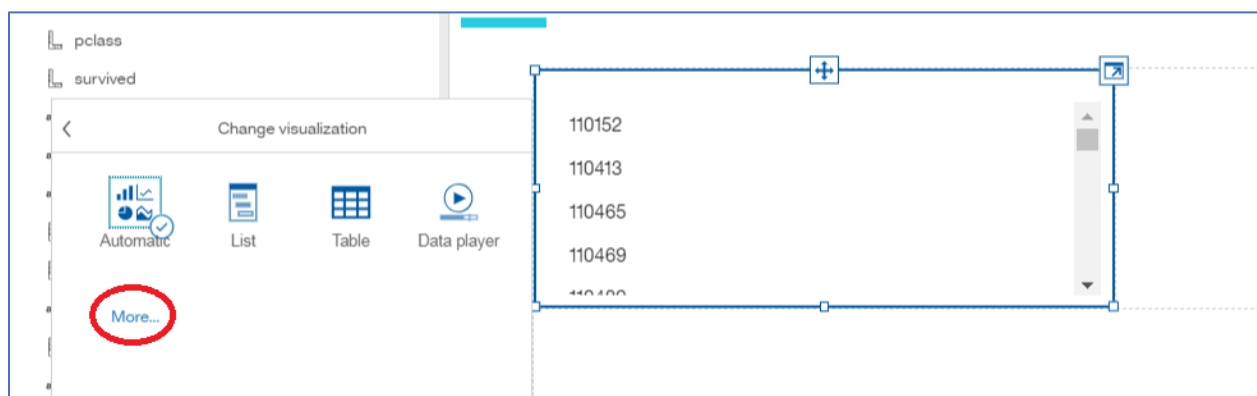 pclass
survived
Change visualization
Automatic
List
Table
Data player
More...
110152
110413
110465
110469